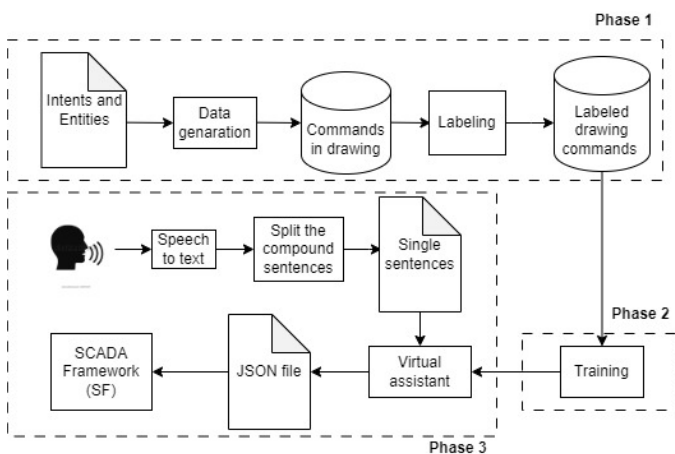 Phase 1
Intents and
Entities
Data
genaration
Commands
in drawing
Labeling
Labeled
drawing
commands
Speech
to text
Split the
compound
sentences
Single
sentences
Phase 2
SCADA
Framework
(SF)
JSON file
Virtual
assistant
Training
Phase 3